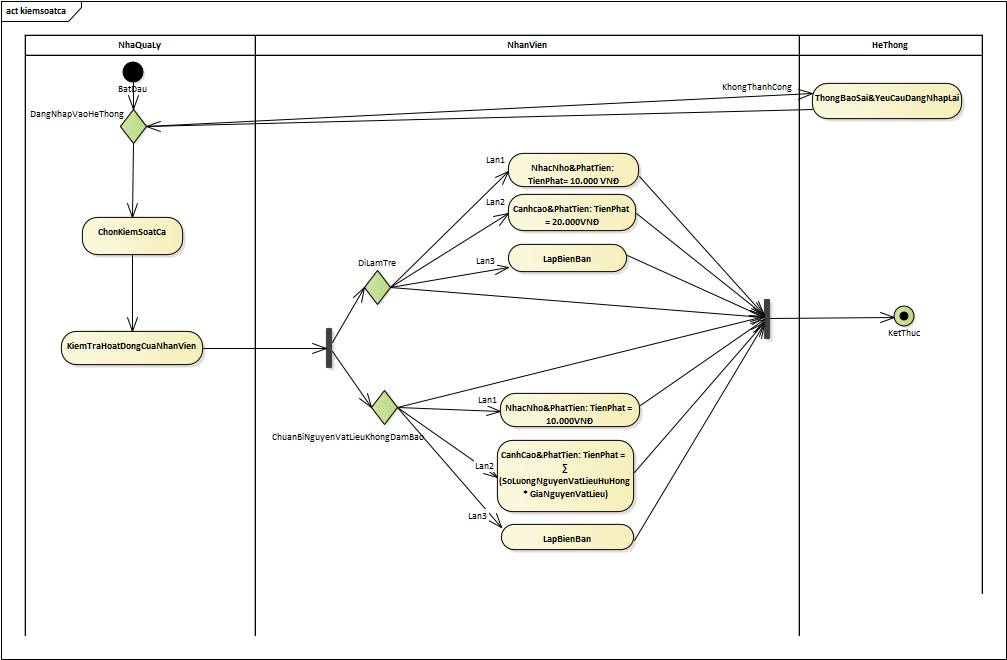 act kiemsoatca
NhaQuaLy
NhanVien
HeThong
BatDau
DangNhapVaoHeThong
KhongThanhCong
ThongBaoSai&YeuCauDangNhapLai
ChonKiemSoatCa
KiemTraHoatDongCuaNhanVien
DiLamTre
Lan1
NhacNho&PhatTien:
TienPhat= 10.000 VNĐ
Lan2
Canhcao&PhatTien: TienPhat
= 20.000VNĐ
Lan3
LapBienBan
KetThuc
ChuanBiNguyenVatLieuKhongDamBao
Lan1
NhacNho&PhatTien: TienPhat =
10.000VNĐ
Lan2
CanhCao&PhatTien: TienPhat =
∑
(SoLuongNguyenVatLieuHuHong
* GiaNguyenVatLieu)
Lan3
LapBienBan